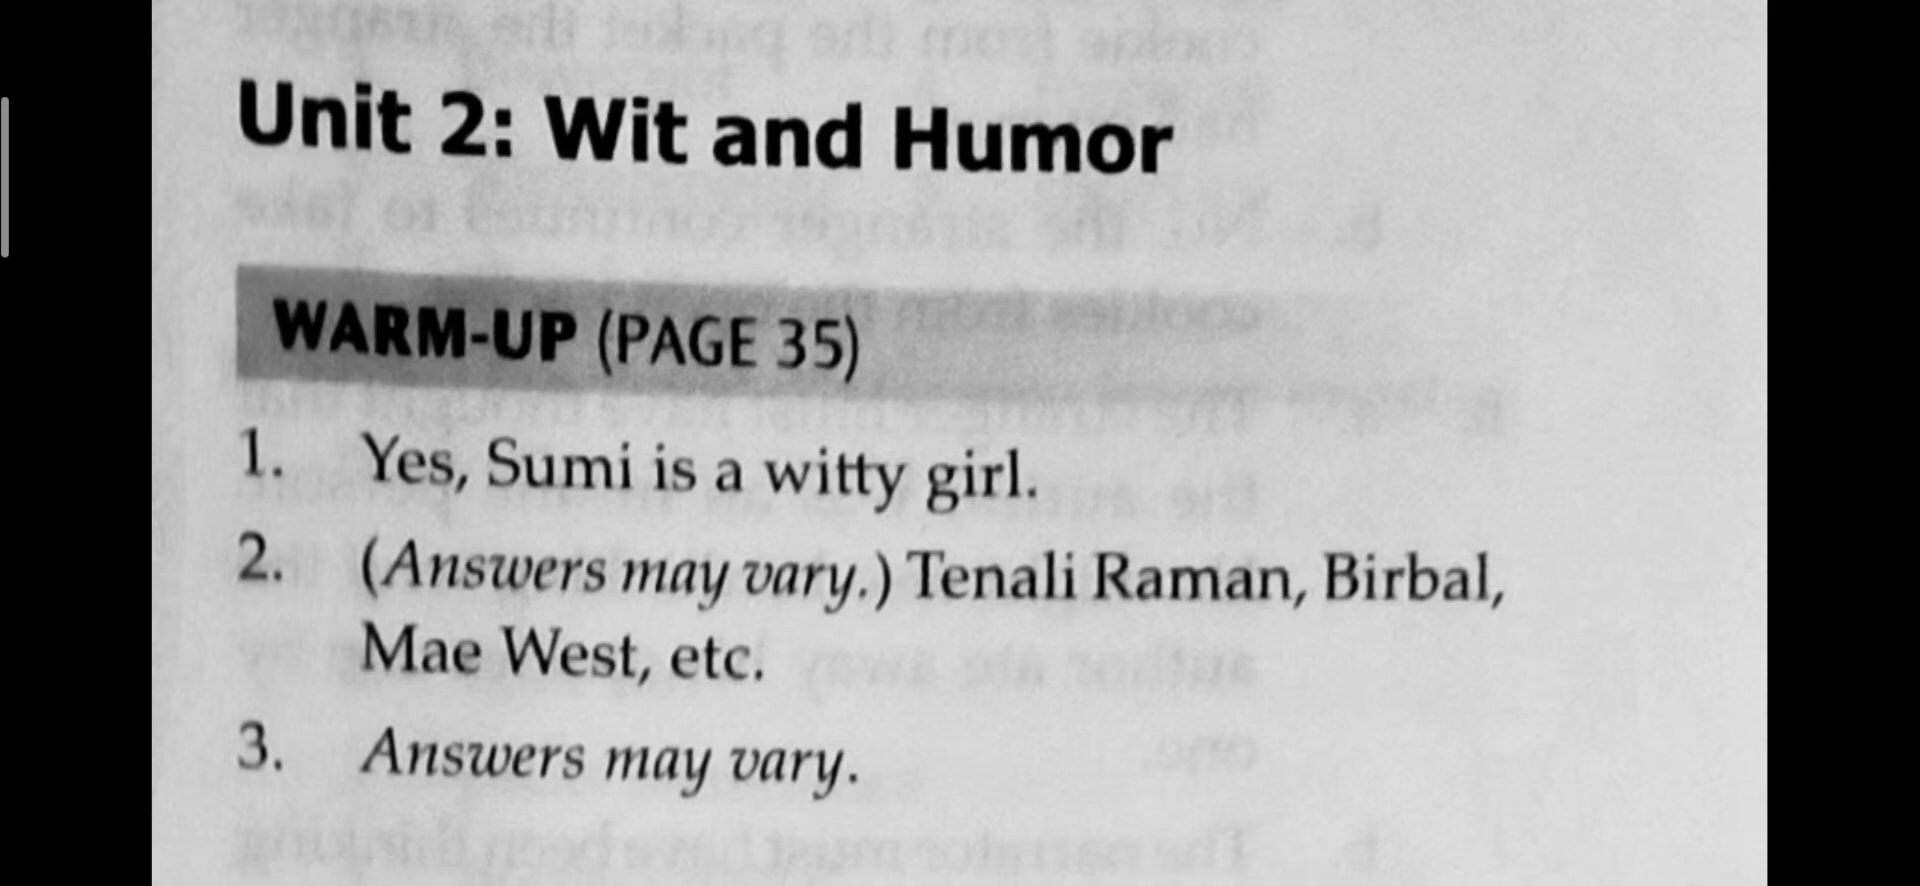 Unit 2: Wit and Humor
WARM-UP (PAGE 35)
1. Yes, Sumi is a witty girl.
2. (Answers may vary.) Tenali Raman, Birbal,
Mae West, etc.
3. Answers may vary.